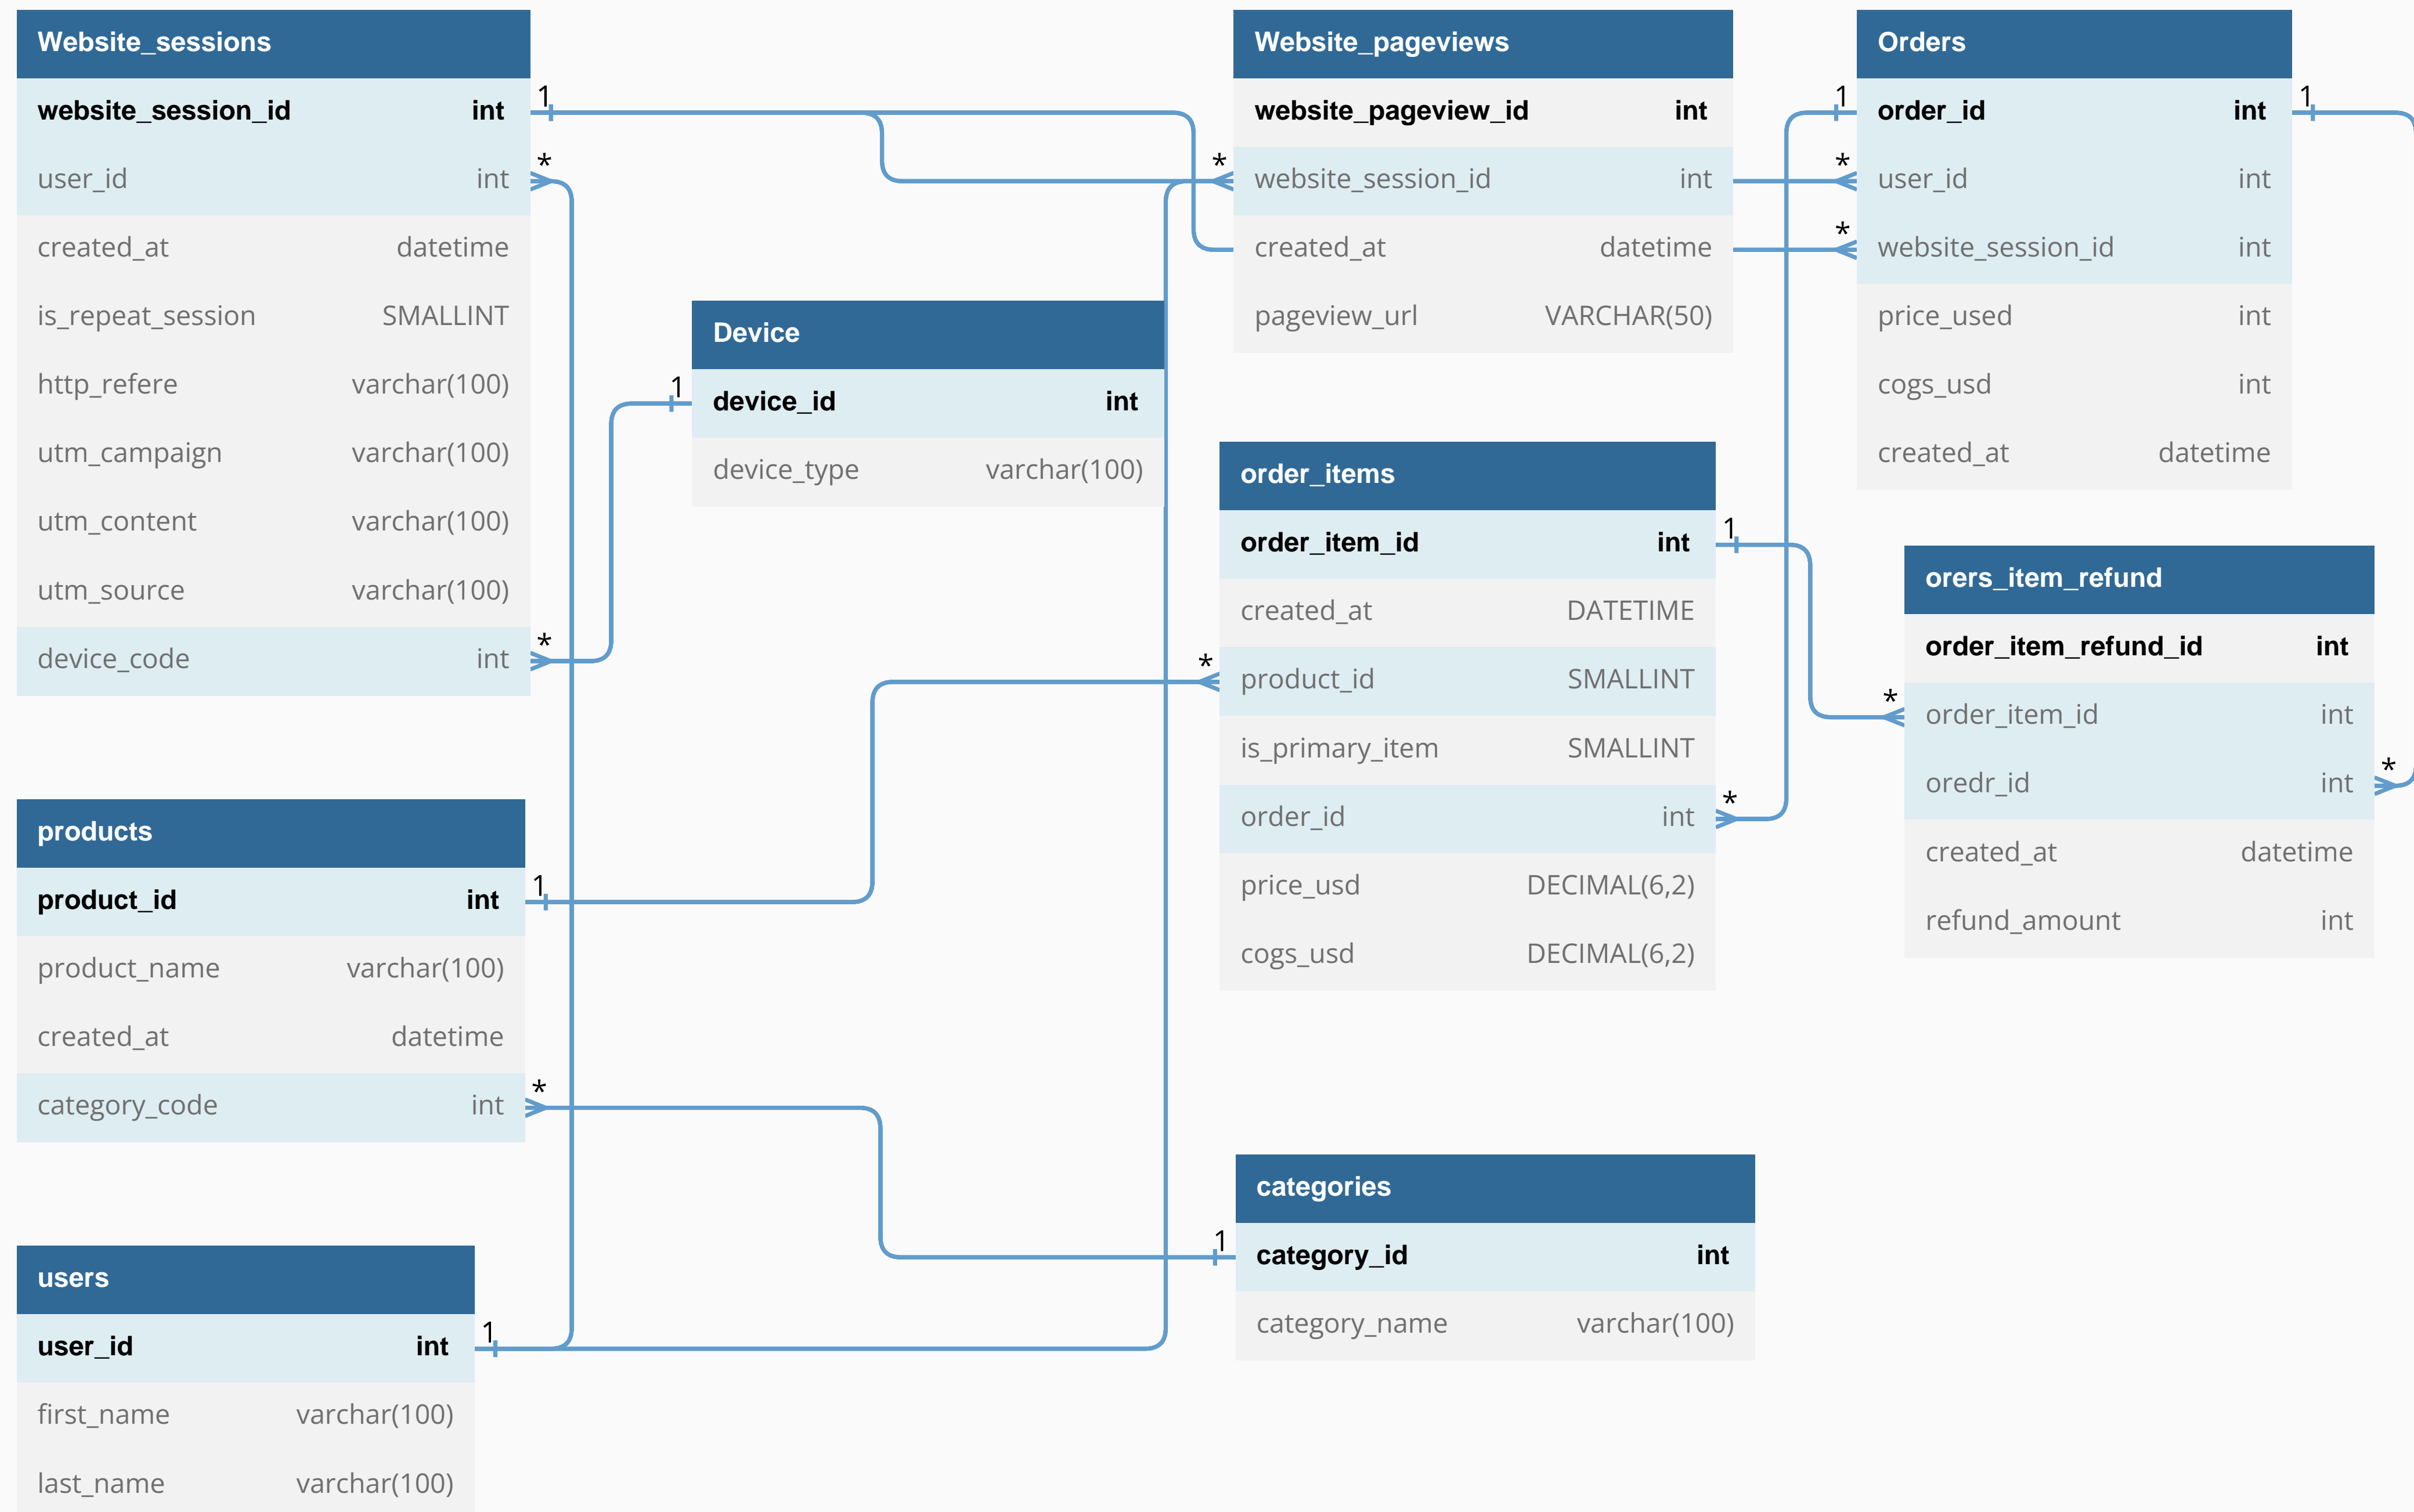 Website_sessions
website_session_id int
user_id int
created_at datetime
is_repeat_session SMALLINT
http_refere varchar(100)
utm_campaign varchar(100)
utm_content varchar(100)
utm_source varchar(100)
device_code int
1
*
*
Device
device_id int
device_type varchar(100)
1
Website_pageviews
website_pageview_id int
website_session_id int
created_at datetime
pageview_url VARCHAR(50)
*
Orders
order_id int
user_id int
website_session_id int
price_used int
cogs_usd int
created_at datetime
1
1
*
*
order_items
order_item_id int
created_at DATETIME
product_id SMALLINT
is_primary_item SMALLINT
order_id int
price_usd DECIMAL(6,2)
cogs_usd DECIMAL(6,2)
1
*
*
orers_item_refund
order_item_refund_id int
order_item_id int
oredr_id int
created_at datetime
refund_amount int
*
*
products
product_id int
product_name varchar(100)
created_at datetime
category_code int
1
*
categories
category_id int
category_name varchar(100)
1
users
user_id int
first_name varchar(100)
last_name varchar(100)
1